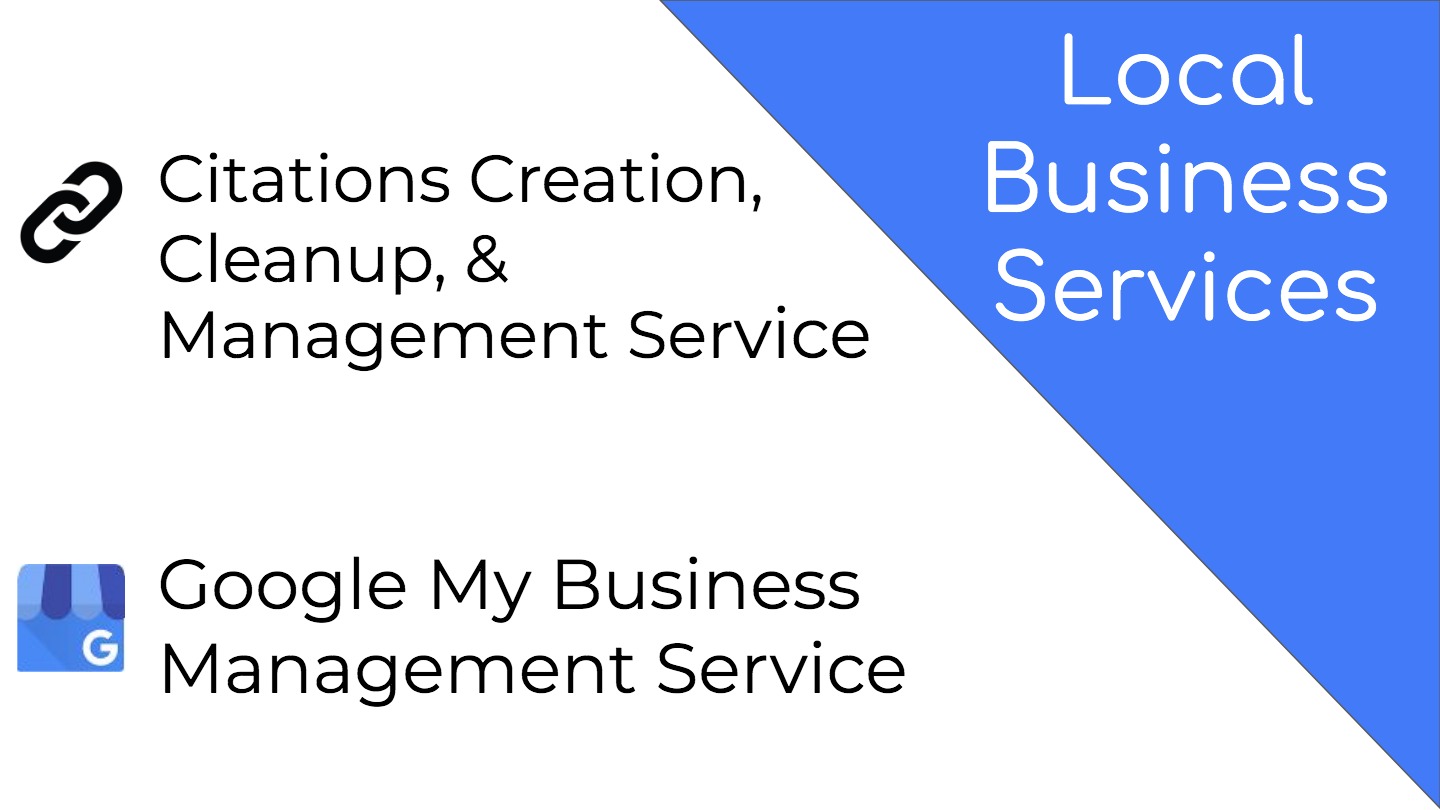 Local
Business
Services
Citations Creation,
Cleanup, &
Management Service
Google My Business
Management Service
G